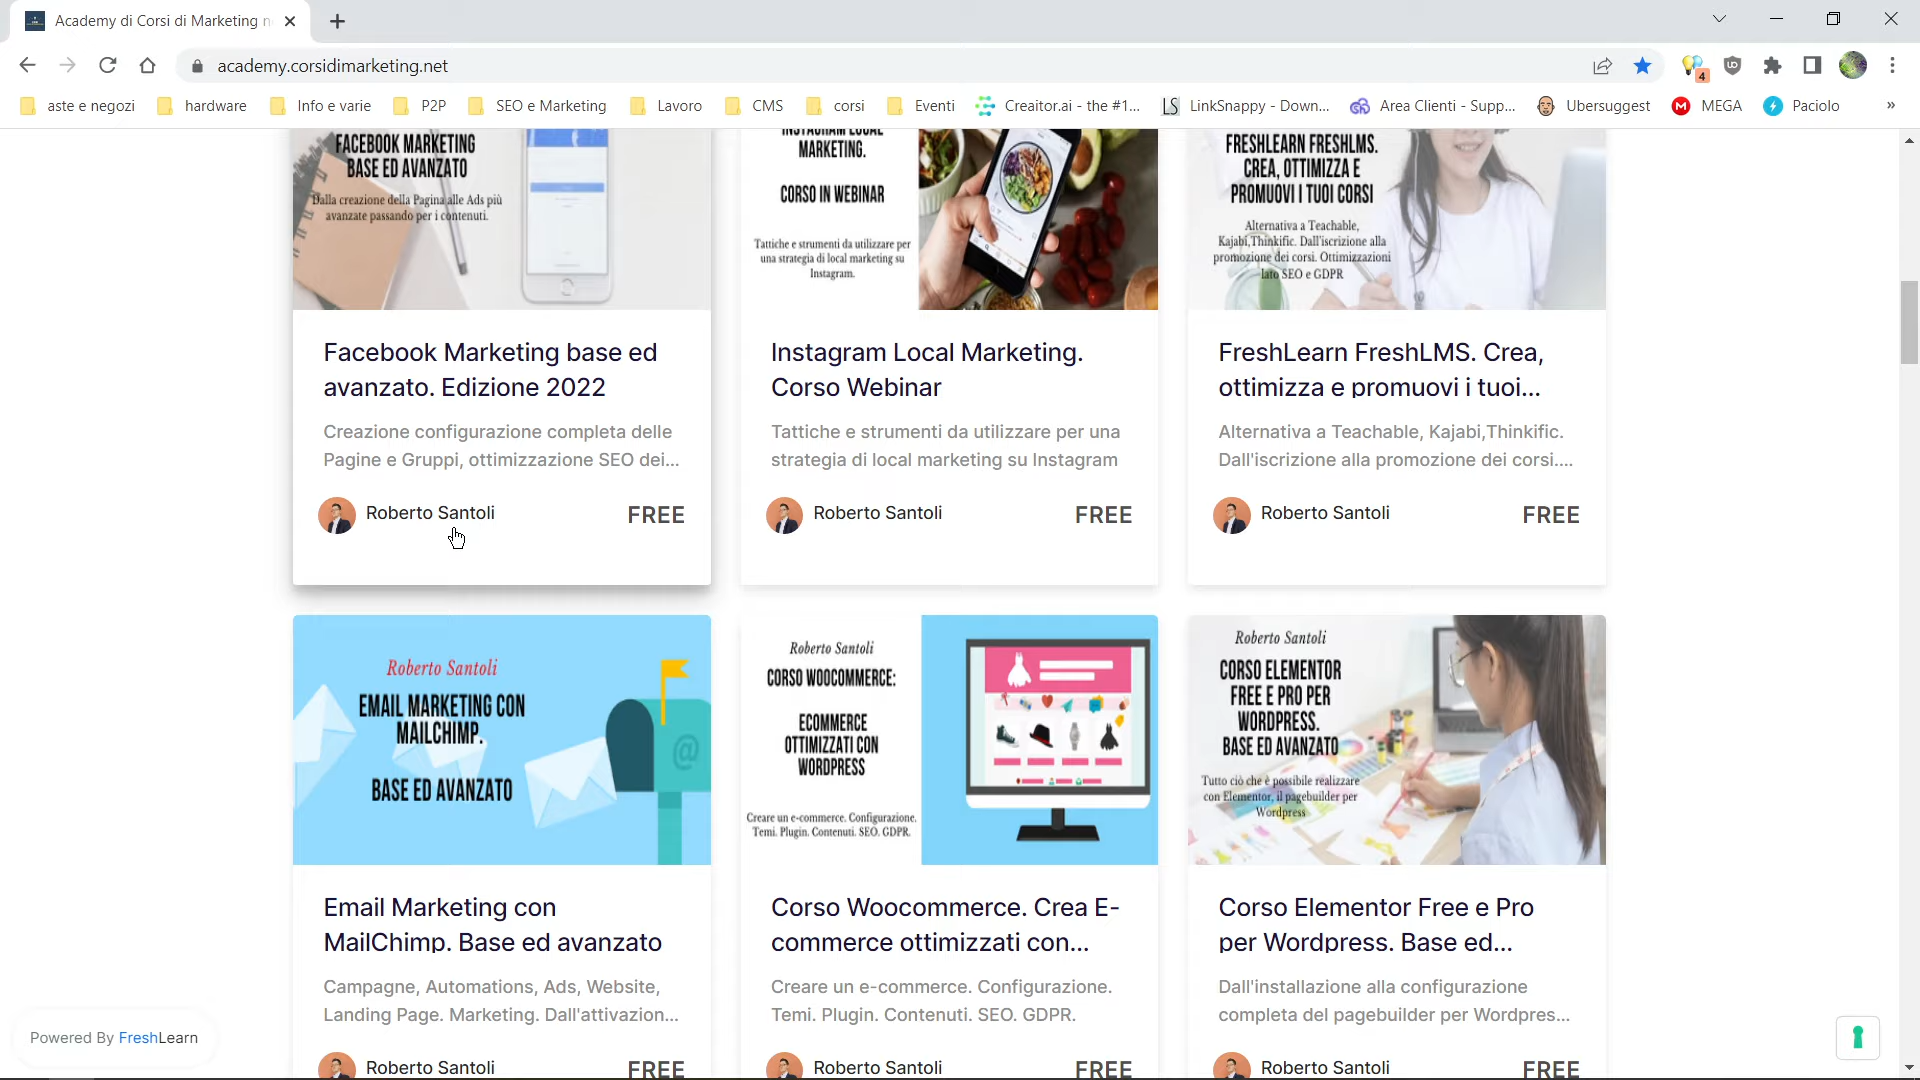 Academy di Corsi di Marketing n
academy.corsidimarketing.net
4
aste e negozi
hardware
Info e varie
P2P
SEO e Marketing
Lavoro
CMS
corsi
Eventi
Creaitor.ai - the #1...
LinkSnappy - Down...
Area Clienti - Supp...
Ubersuggest
MEGA
Paciolo
»
FACEBOOK MARKETING
BASE ED AVANZATO
Dalla creazione della Pagina alle Ads più
avanzate passando per i contenuti.
INSTAGRAM LOCAL
MARKETING.
CORSO IN WEBINAR
Tattiche e strumenti da utilizzare per
una strategia di local marketing su
Instagram.
FRESHLEARN FRESHLMS.
CREA, OTTIMIZZA E
PROMUOVI I TUOI CORSI
Alternativa a Teachable,
Kajabi,Thinkific. Dall'iscrizione alla
promozione dei corsi. Ottimizzazioni
lato SEO e GDPR
Facebook Marketing base ed
avanzato. Edizione 2022
Creazione configurazione completa delle
Pagine e Gruppi, ottimizzazione SEO dei...
Roberto Santoli
FREE
Instagram Local Marketing.
Corso Webinar
Tattiche e strumenti da utilizzare per una
strategia di local marketing su Instagram
Roberto Santoli
FREE
FreshLearn FreshLMS. Crea,
ottimizza e promuovi i tuoi...
Alternativa a Teachable, Kajabi,Thinkific.
Dall'iscrizione alla promozione dei corsi....
Roberto Santoli
FREE
Roberto Santoli
EMAIL MARKETING CON
MAILCHIMP.
BASE ED AVANZATO
@
Roberto Santoli
CORSO WOOCOMMERCE:
ECOMMERCE
OTTIMIZZATI CON
WORDPRESS
Creare un e-commerce. Configurazione.
Temi. Plugin. Contenuti. SEO. GDPR.
Roberto Santoli
CORSO ELEMENTOR
FREE E PRO PER
WORDPRESS.
BASE ED AVANZATO
Tutto ciò che è possibile realizzare
con Elementor, il pagebuilder per
Wordpress
Email Marketing con
MailChimp. Base ed avanzato
Campagne, Automations, Ads, Website,
Landing Page. Marketing. Dall'attivazion...
Roberto Santoli
FREE
Corso Woocommerce. Crea E-
commerce ottimizzati con...
Creare un e-commerce. Configurazione.
Temi. Plugin. Contenuti. SEO. GDPR.
Roberto Santoli
FREE
Corso Elementor Free e Pro
per Wordpress. Base ed...
Dall'installazione alla configurazione
completa del pagebuilder per Wordpres...
Roberto Santoli
FREE
Powered By FreshLearn